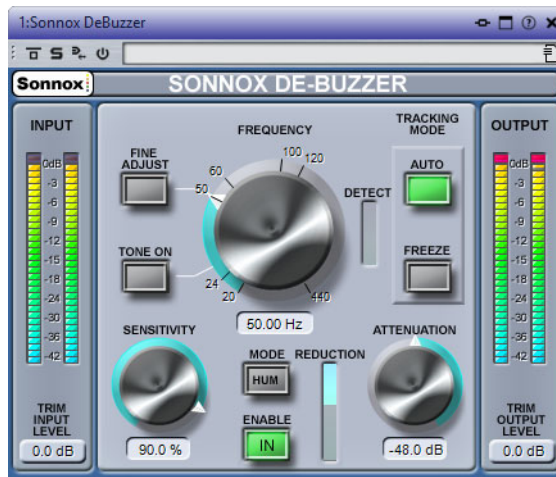 1:Sonnox DeBuzzer
Sonnox
SONNOX DE-BUZZER
INPUT
0dB
-3
-6
-9
-12
-15
-18
-24
-30
-36
-42
TRIM
INPUT
LEVEL
0.0 dB
FINE
ADJUST
TONE ON
FREQUENCY
20
24
50
60
100
120
440
50.00 Hz
DETECT
TRACKING
MODE
AUTO
FREEZE
SENSITIVITY
90.0 %
MODE
HUM
ENABLE
IN
REDUCTION
ATTENUATION
-48.0 dB
OUTPUT
0dB
-3
-6
-9
-12
-15
-18
-24
-30
-36
-42
TRIM
OUTPUT
LEVEL
0.0 dB